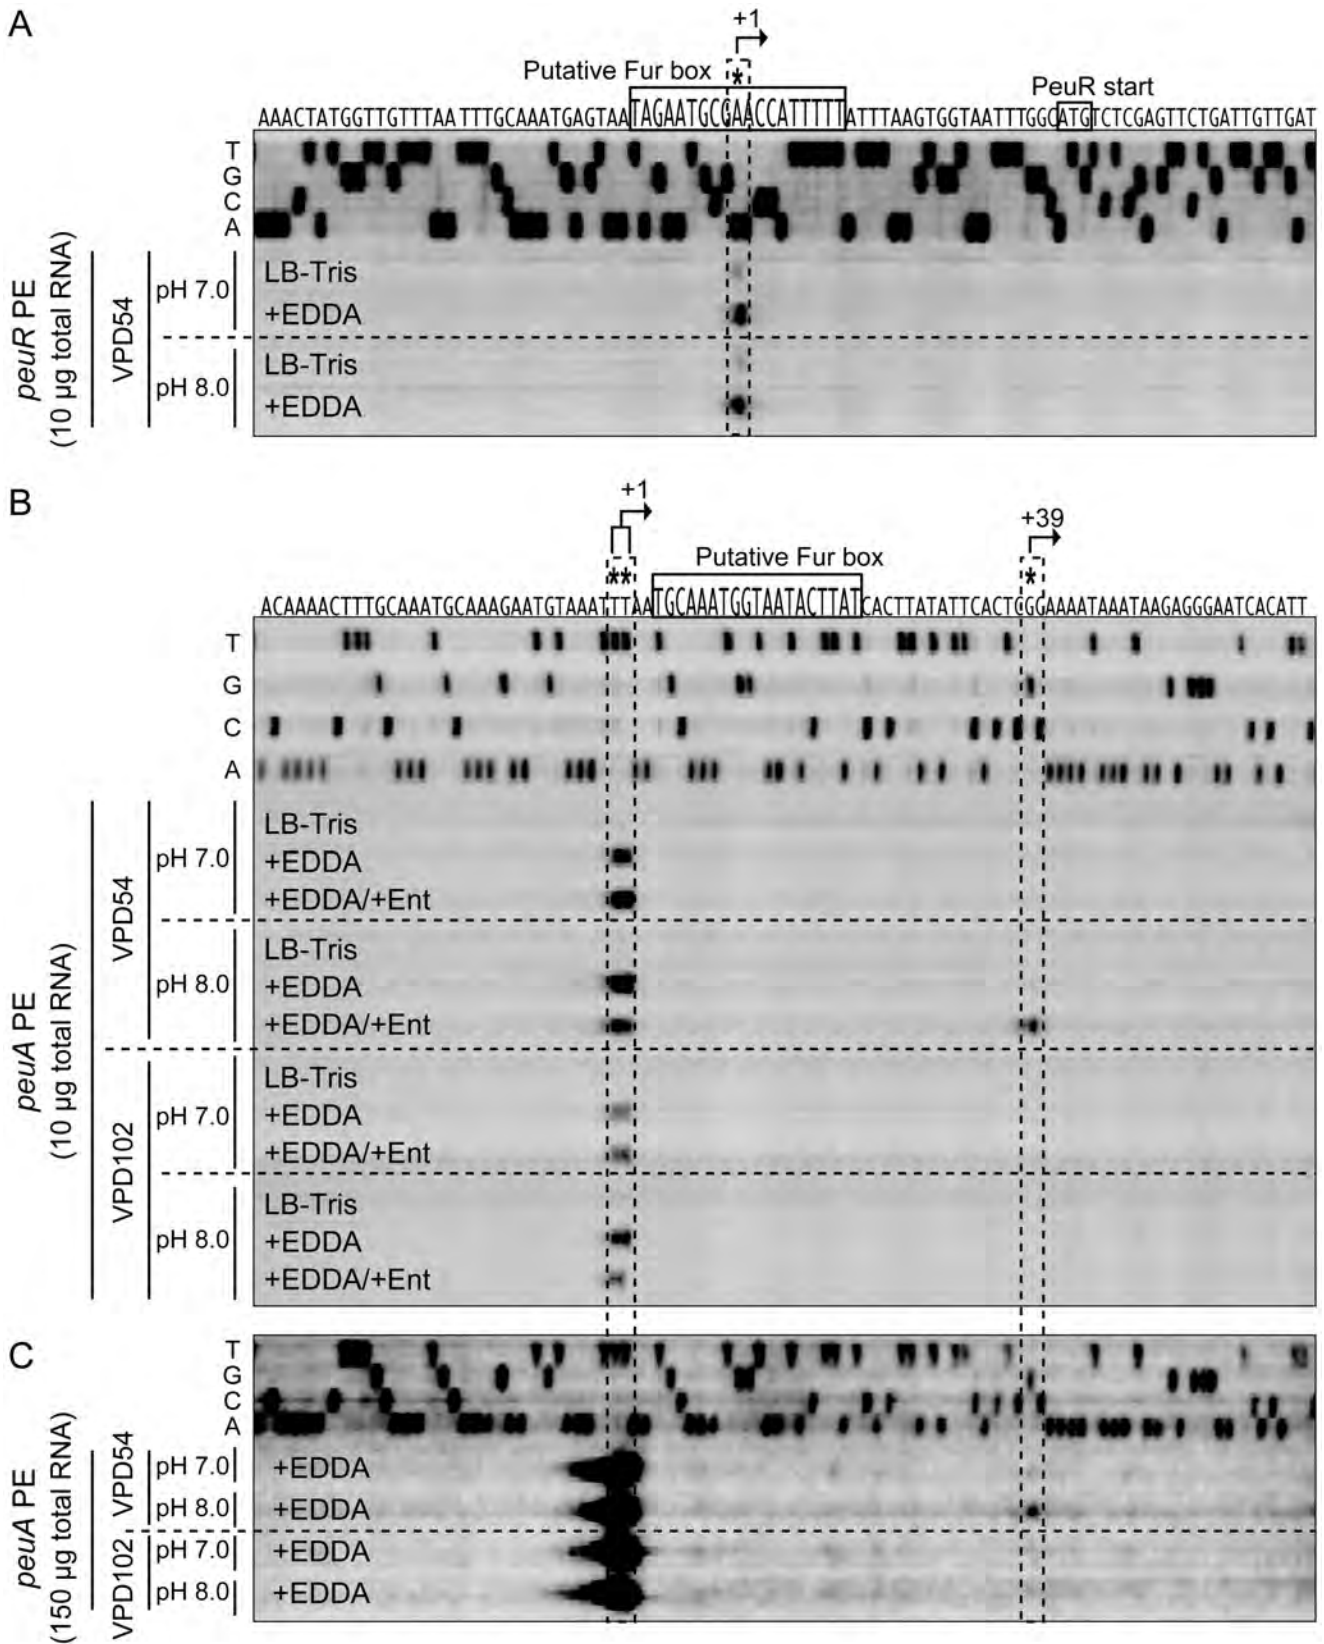 A
+1
Putative Fur box
*
PeuR start
AAACTATGGTTGTTTAATTTGCAAATGAGTAATAGAATGCGAACCATTTTTATTTAAGTGGTAATTTGGCATGTCTCGAGTTCTGATTGTTGAT
T
G
C
A
peuR PE
(10 µg total RNA)
VPD54
pH 7.0
LB-Tris
+EDDA
pH 8.0
LB-Tris
+EDDA
B
+1
+39
Putative Fur box
**
*
ACAAAACTTTGCAAATGCAAAGAATGTAAATTTAATGCAAATGGTAATACTTATCACTTATATTCACTCGGAAAATAAATAAGAGGGAATCACATT
T
G
C
A
peuA PE
(10 µg total RNA)
VPD54
pH 7.0
LB-Tris
+EDDA
+EDDA/+Ent
pH 8.0
LB-Tris
+EDDA
+EDDA/+Ent
VPD102
pH 7.0
LB-Tris
+EDDA
+EDDA/+Ent
pH 8.0
LB-Tris
+EDDA
+EDDA/+Ent
C
T
G
C
A
peuA PE
(150 µg total RNA)
VPD54
pH 7.0
+EDDA
pH 8.0
+EDDA
VPD102
pH 7.0
+EDDA
pH 8.0
+EDDA